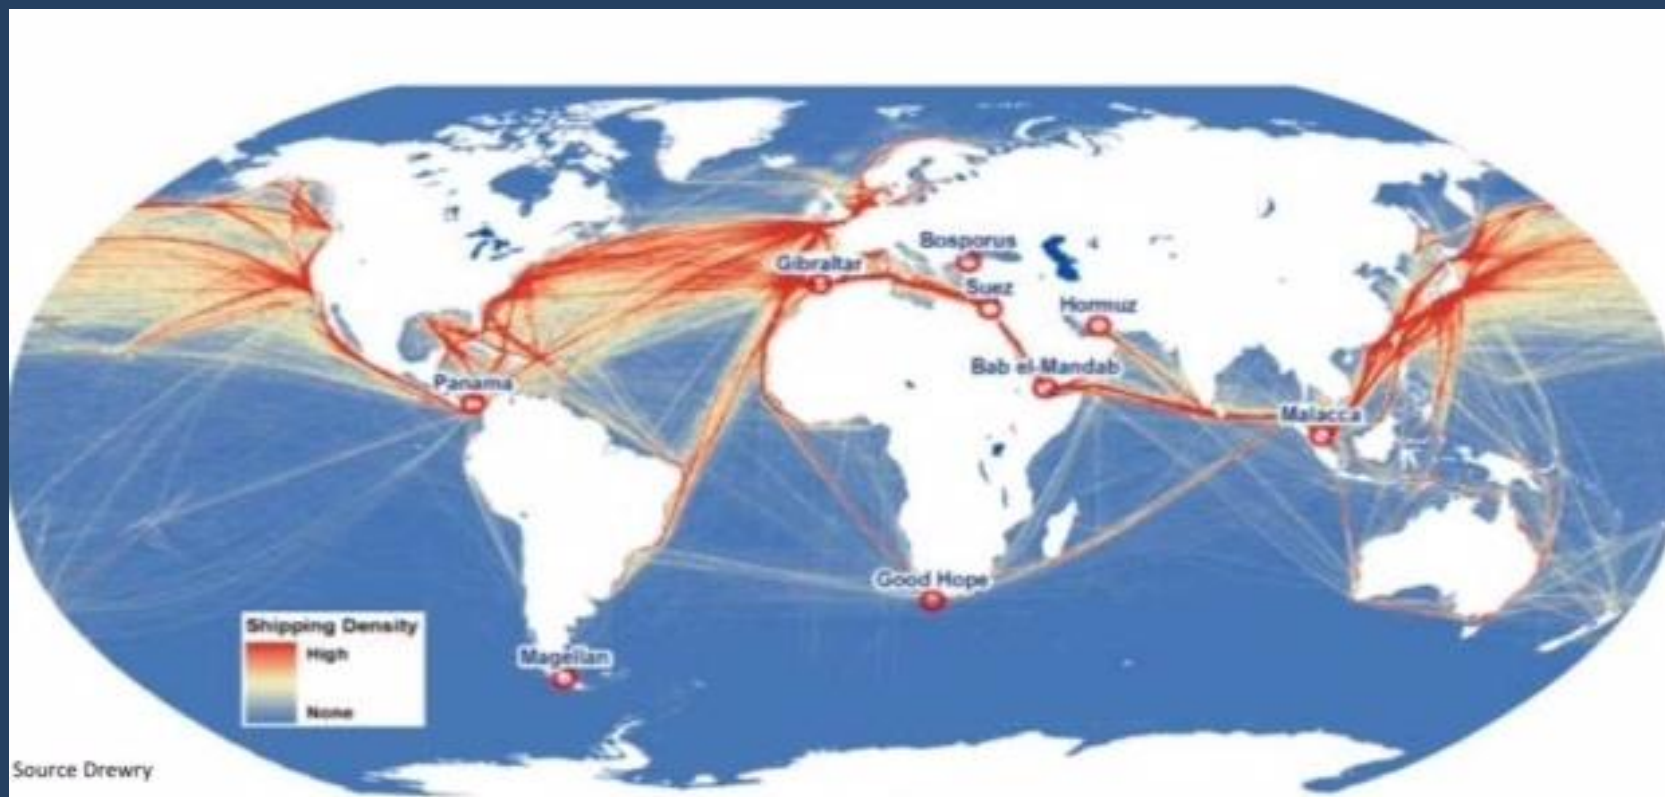 Bosporus
Gibraltar
Suez
Hormuz
Bab el-Mandab
Panama
Malacca
Good Hope
Magellan
Shipping Density
High
None
Source Drewry